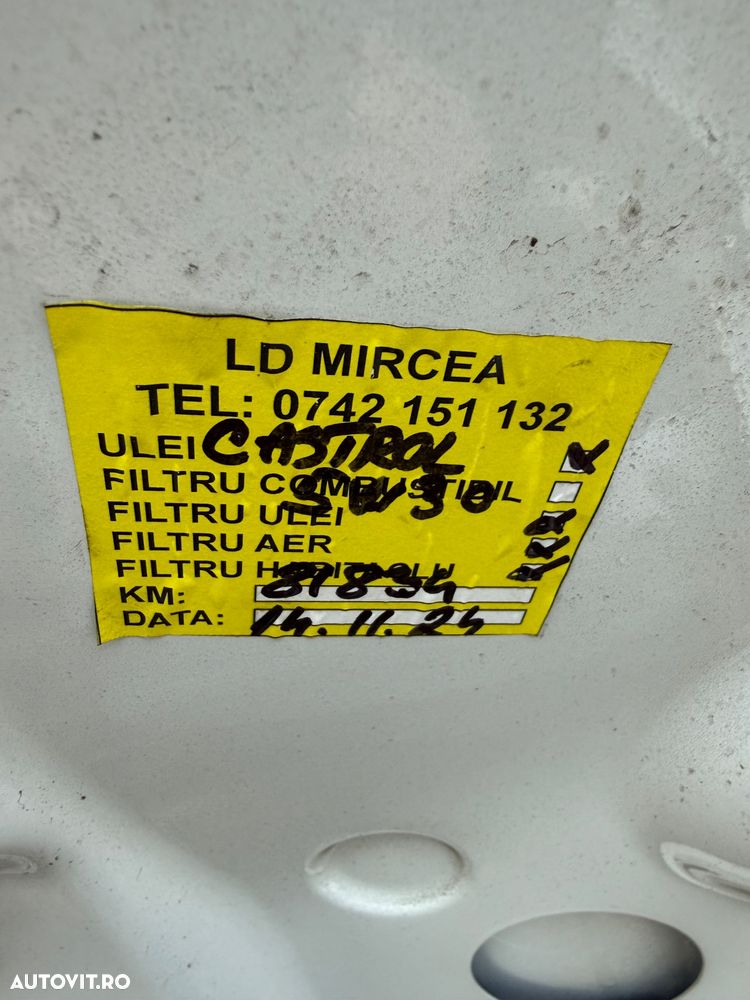 LD MIRCEA
TEL: 0742 151 132
ULEI CASTROL
FILTRU COMBUSTIBIL
5W30
FILTRU ULEI
FILTRU AER
FILTRU HABITACLU
KM: 87834
DATA: 14.11.24
AUTOVIT.RO